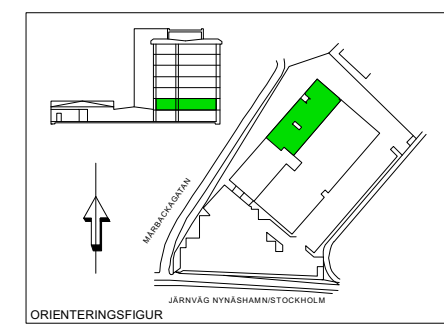 MÅRBACKAGATAN
JÄRNVÄG NYNÄSHAMN/STOCKHOLM
ORIENTERINGSFIGUR